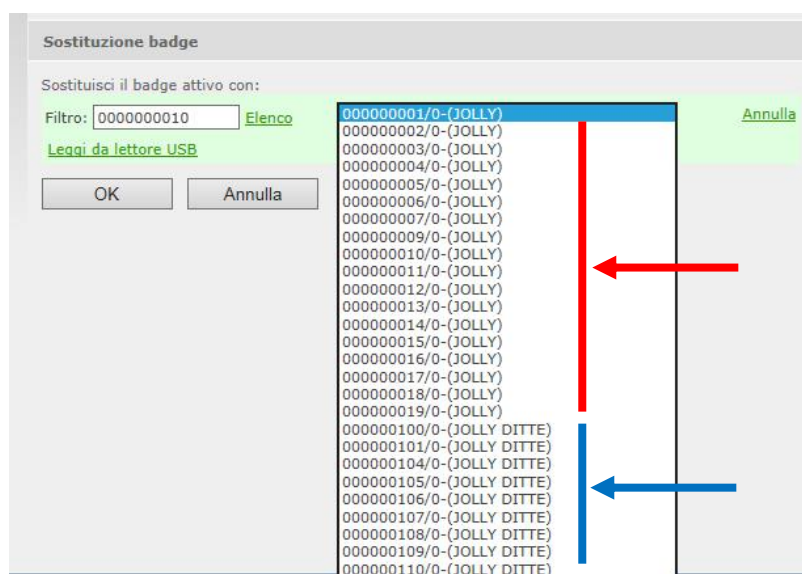 Sostituzione badge
Sostituisci il badge attivo con:
Filtro: 0000000010 Elenco
Leggi da lettore USB
OK Annulla
000000001/0-(JOLLY)
000000002/0-(JOLLY)
000000003/0-(JOLLY)
000000004/0-(JOLLY)
000000005/0-(JOLLY)
000000006/0-(JOLLY)
000000007/0-(JOLLY)
000000009/0-(JOLLY)
000000010/0-(JOLLY)
000000011/0-(JOLLY)
000000012/0-(JOLLY)
000000013/0-(JOLLY)
000000014/0-(JOLLY)
000000015/0-(JOLLY)
000000016/0-(JOLLY)
000000017/0-(JOLLY)
000000018/0-(JOLLY)
000000019/0-(JOLLY)
000000100/0-(JOLLY DITTE)
000000101/0-(JOLLY DITTE)
000000104/0-(JOLLY DITTE)
000000105/0-(JOLLY DITTE)
000000106/0-(JOLLY DITTE)
000000107/0-(JOLLY DITTE)
000000108/0-(JOLLY DITTE)
000000109/0-(JOLLY DITTE)
000000110/0-(JOLLY DITTE)
Annulla